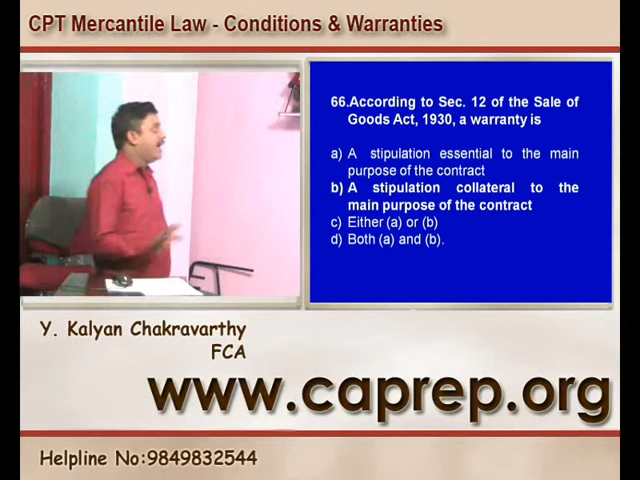 CPT Mercantile Law - Conditions & Warranties
66.According to Sec. 12 of the Sale of
Goods Act, 1930, a warranty is
a) A stipulation essential to the main
purpose of the contract
b) A stipulation collateral to the
main purpose of the contract
c) Either (a) or (b)
d) Both (a) and (b).
Y. Kalyan Chakravarthy
FCA
www.caprep.org
Helpline No:9849832544